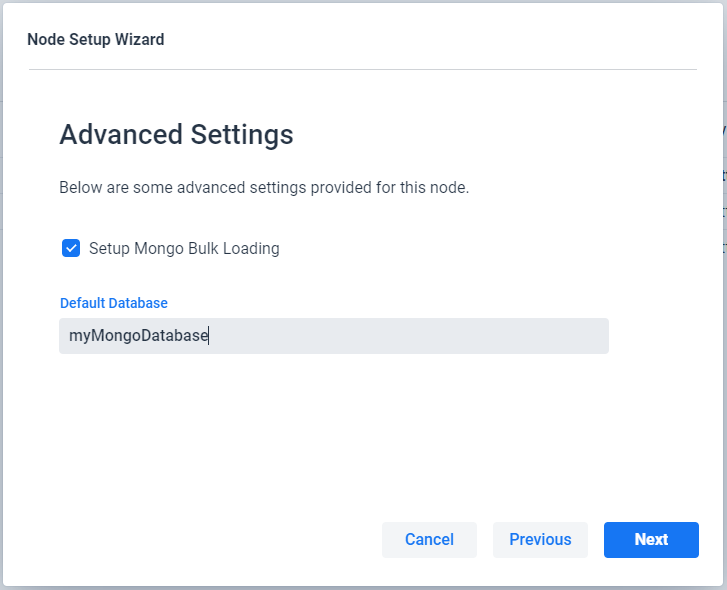 Node Setup Wizard
Advanced Settings
Below are some advanced settings provided for this node.
Setup Mongo Bulk Loading
Default Database
myMongoDatabase
Cancel Previous Next